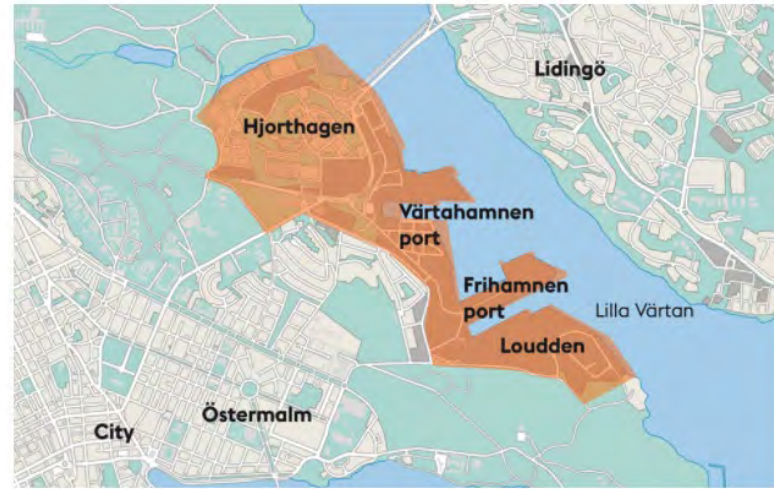 Lidingö
Hjorthagen
Värtahamnen
port
Frihamnen
port
Lilla Värtan
Loudden
Östermalm
City